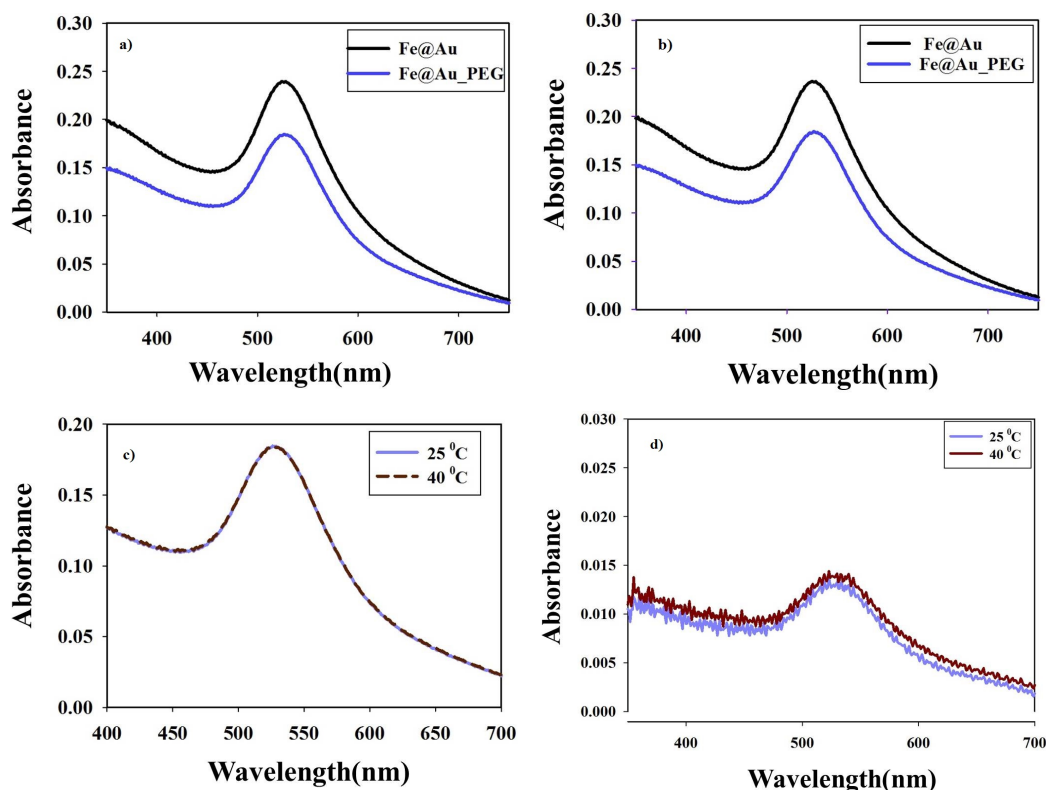 a)
Fe@Au
Fe@Au_PEG
0.30
0.25
0.20
0.15
0.10
0.05
0.00
Absorbance
400 500 600 700
Wavelength(nm)
b)
Fe@Au
Fe@Au_PEG
0.30
0.25
0.20
0.15
0.10
0.05
0.00
Absorbance
400 500 600 700
Wavelength(nm)
c)
25 ⁰C
40 ⁰C
0.20
0.15
0.10
0.05
0.00
Absorbance
400 450 500 550 600 650 700
Wavelength(nm)
d)
25 ⁰C
40 ⁰C
0.030
0.025
0.020
0.015
0.010
0.005
0.000
Absorbance
400 500 600 700
Wavelength(nm)